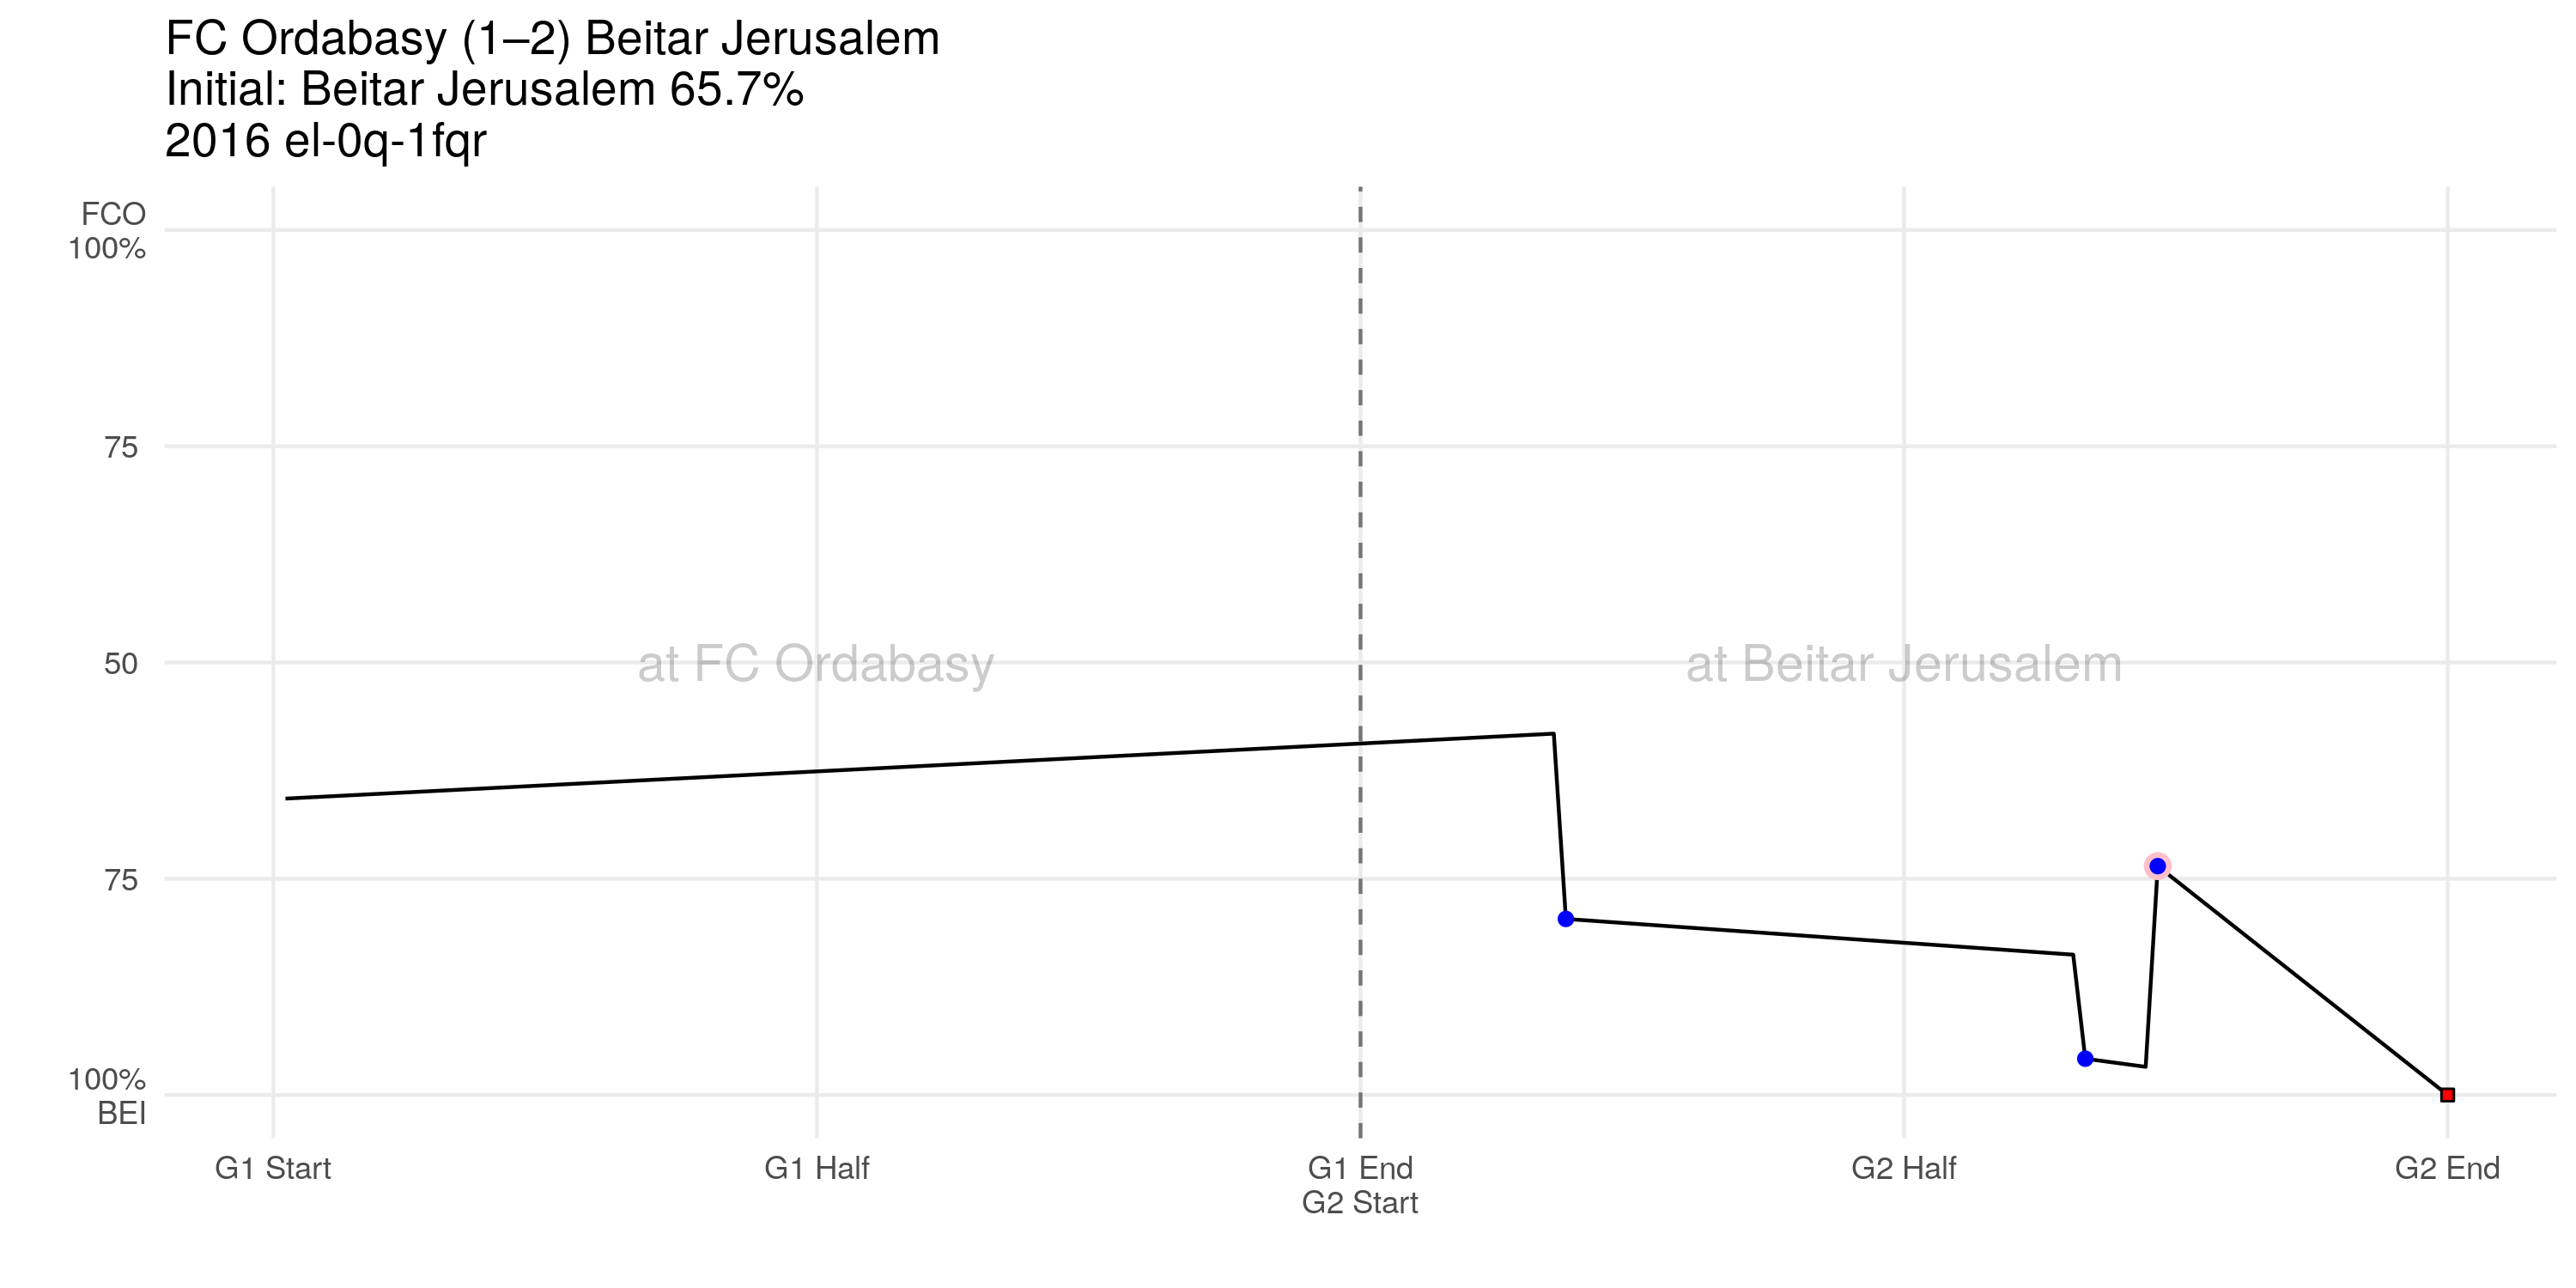 FC Ordabasy (1–2) Beitar Jerusalem
Initial: Beitar Jerusalem 65.7%
2016 el-0q-1fqr
FCO
100%
75
50
75
100%
BEI
at FC Ordabasy
at Beitar Jerusalem
G1 Start
G1 Half
G1 End
G2 Start
G2 Half
G2 End